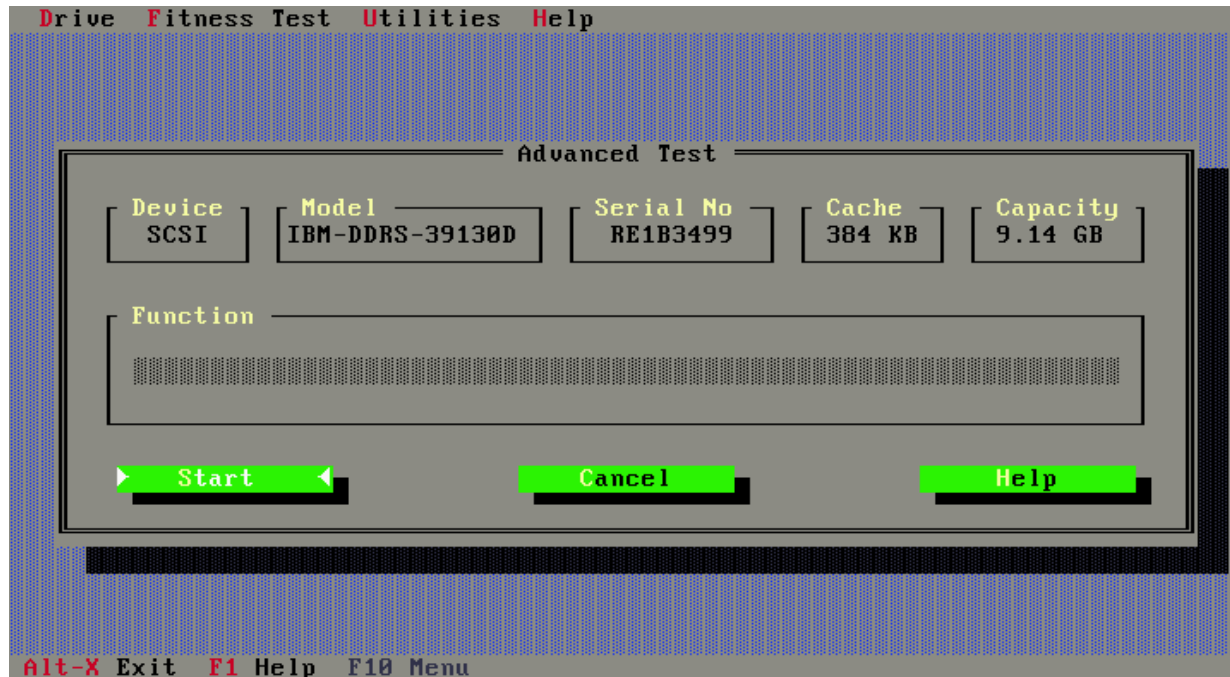 Drive Fitness Test Utilities Help
Advanced Test
Device Model Serial No Cache Capacity
SCSI IBM-DDRS-39130D RE1B3499 384 KB 9.14 GB
Function
Start Cancel Help
Alt-X Exit F1 Help F10 Menu